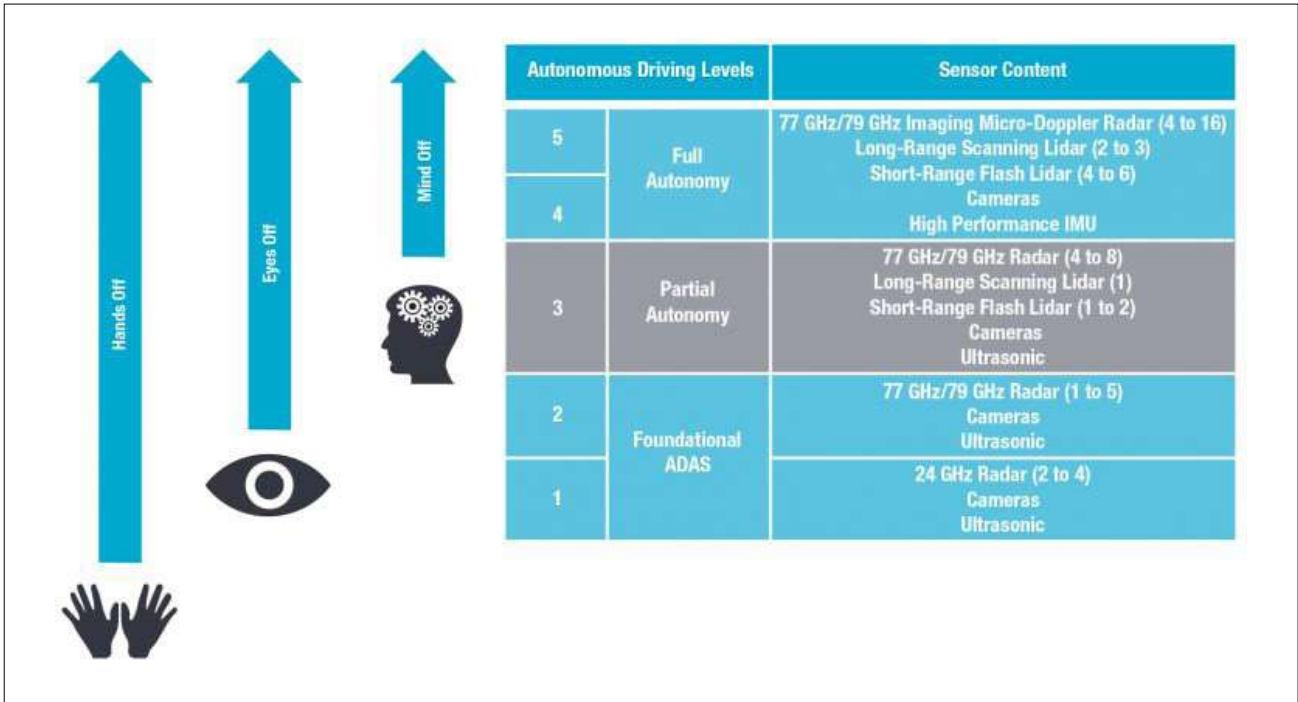 Hands Off
Eyes Off
Mind Off
Autonomous Driving Levels
Sensor Content
5
4
Full
Autonomy
77 GHz/79 GHz Imaging Micro-Doppler Radar (4 to 16)
Long-Range Scanning Lidar (2 to 3)
Short-Range Flash Lidar (4 to 6)
Cameras
High Performance IMU
3
Partial
Autonomy
77 GHz/79 GHz Radar (4 to 8)
Long-Range Scanning Lidar (1)
Short-Range Flash Lidar (1 to 2)
Cameras
Ultrasonic
2
Foundational
ADAS
77 GHz/79 GHz Radar (1 to 5)
Cameras
Ultrasonic
1
24 GHz Radar (2 to 4)
Cameras
Ultrasonic